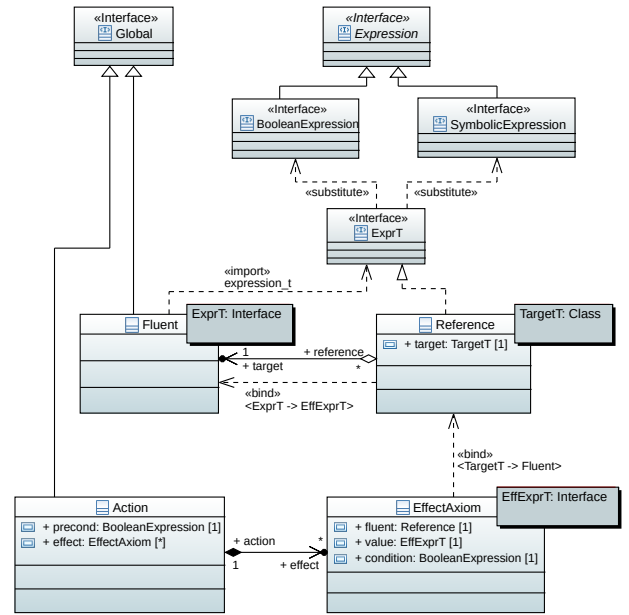 «Interface»
Global
«Interface»
Expression
«Interface»
BooleanExpression
«Interface»
SymbolicExpression
«substitute»
«substitute»
«Interface»
ExprT
«import»
expression_t
Fluent
ExprT: Interface
Reference
TargetT: Class
+ target: TargetT [1]
1
+ reference
+ target
*
«bind»
<ExprT -> EffExprT>
«bind»
<TargetT -> Fluent>
Action
+ precond: BooleanExpression [1]
+ effect: EffectAxiom [*]
+ action
1
*
+ effect
EffectAxiom
EffExprT: Interface
+ fluent: Reference [1]
+ value: EffExprT [1]
+ condition: BooleanExpression [1]